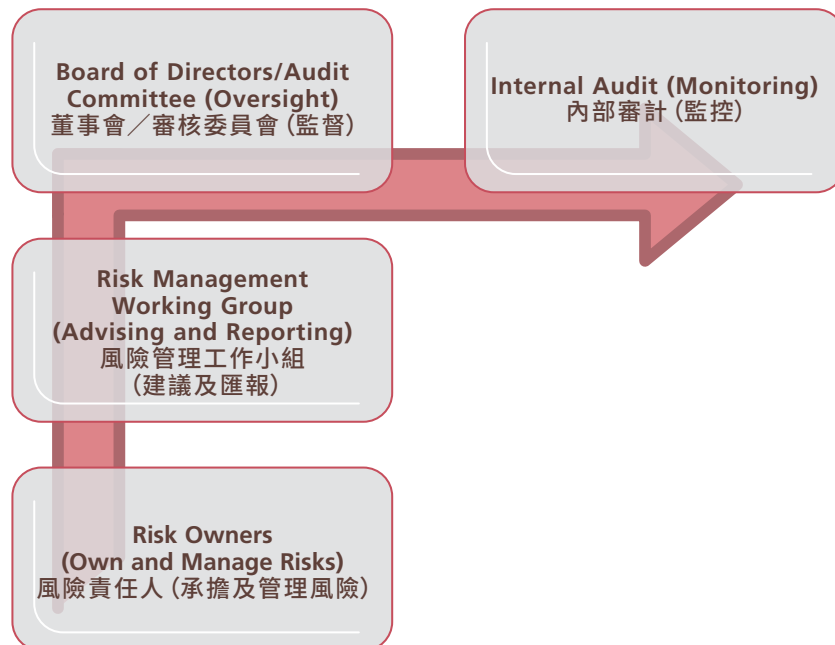 Board of Directors/Audit
Committee (Oversight)
董事會／審核委員會（監督）
Internal Audit (Monitoring)
內部審計（監控）
Risk Management
Working Group
(Advising and Reporting)
風險管理工作小組
（建議及匯報）
Risk Owners
(Own and Manage Risks)
風險責任人（承擔及管理風險）